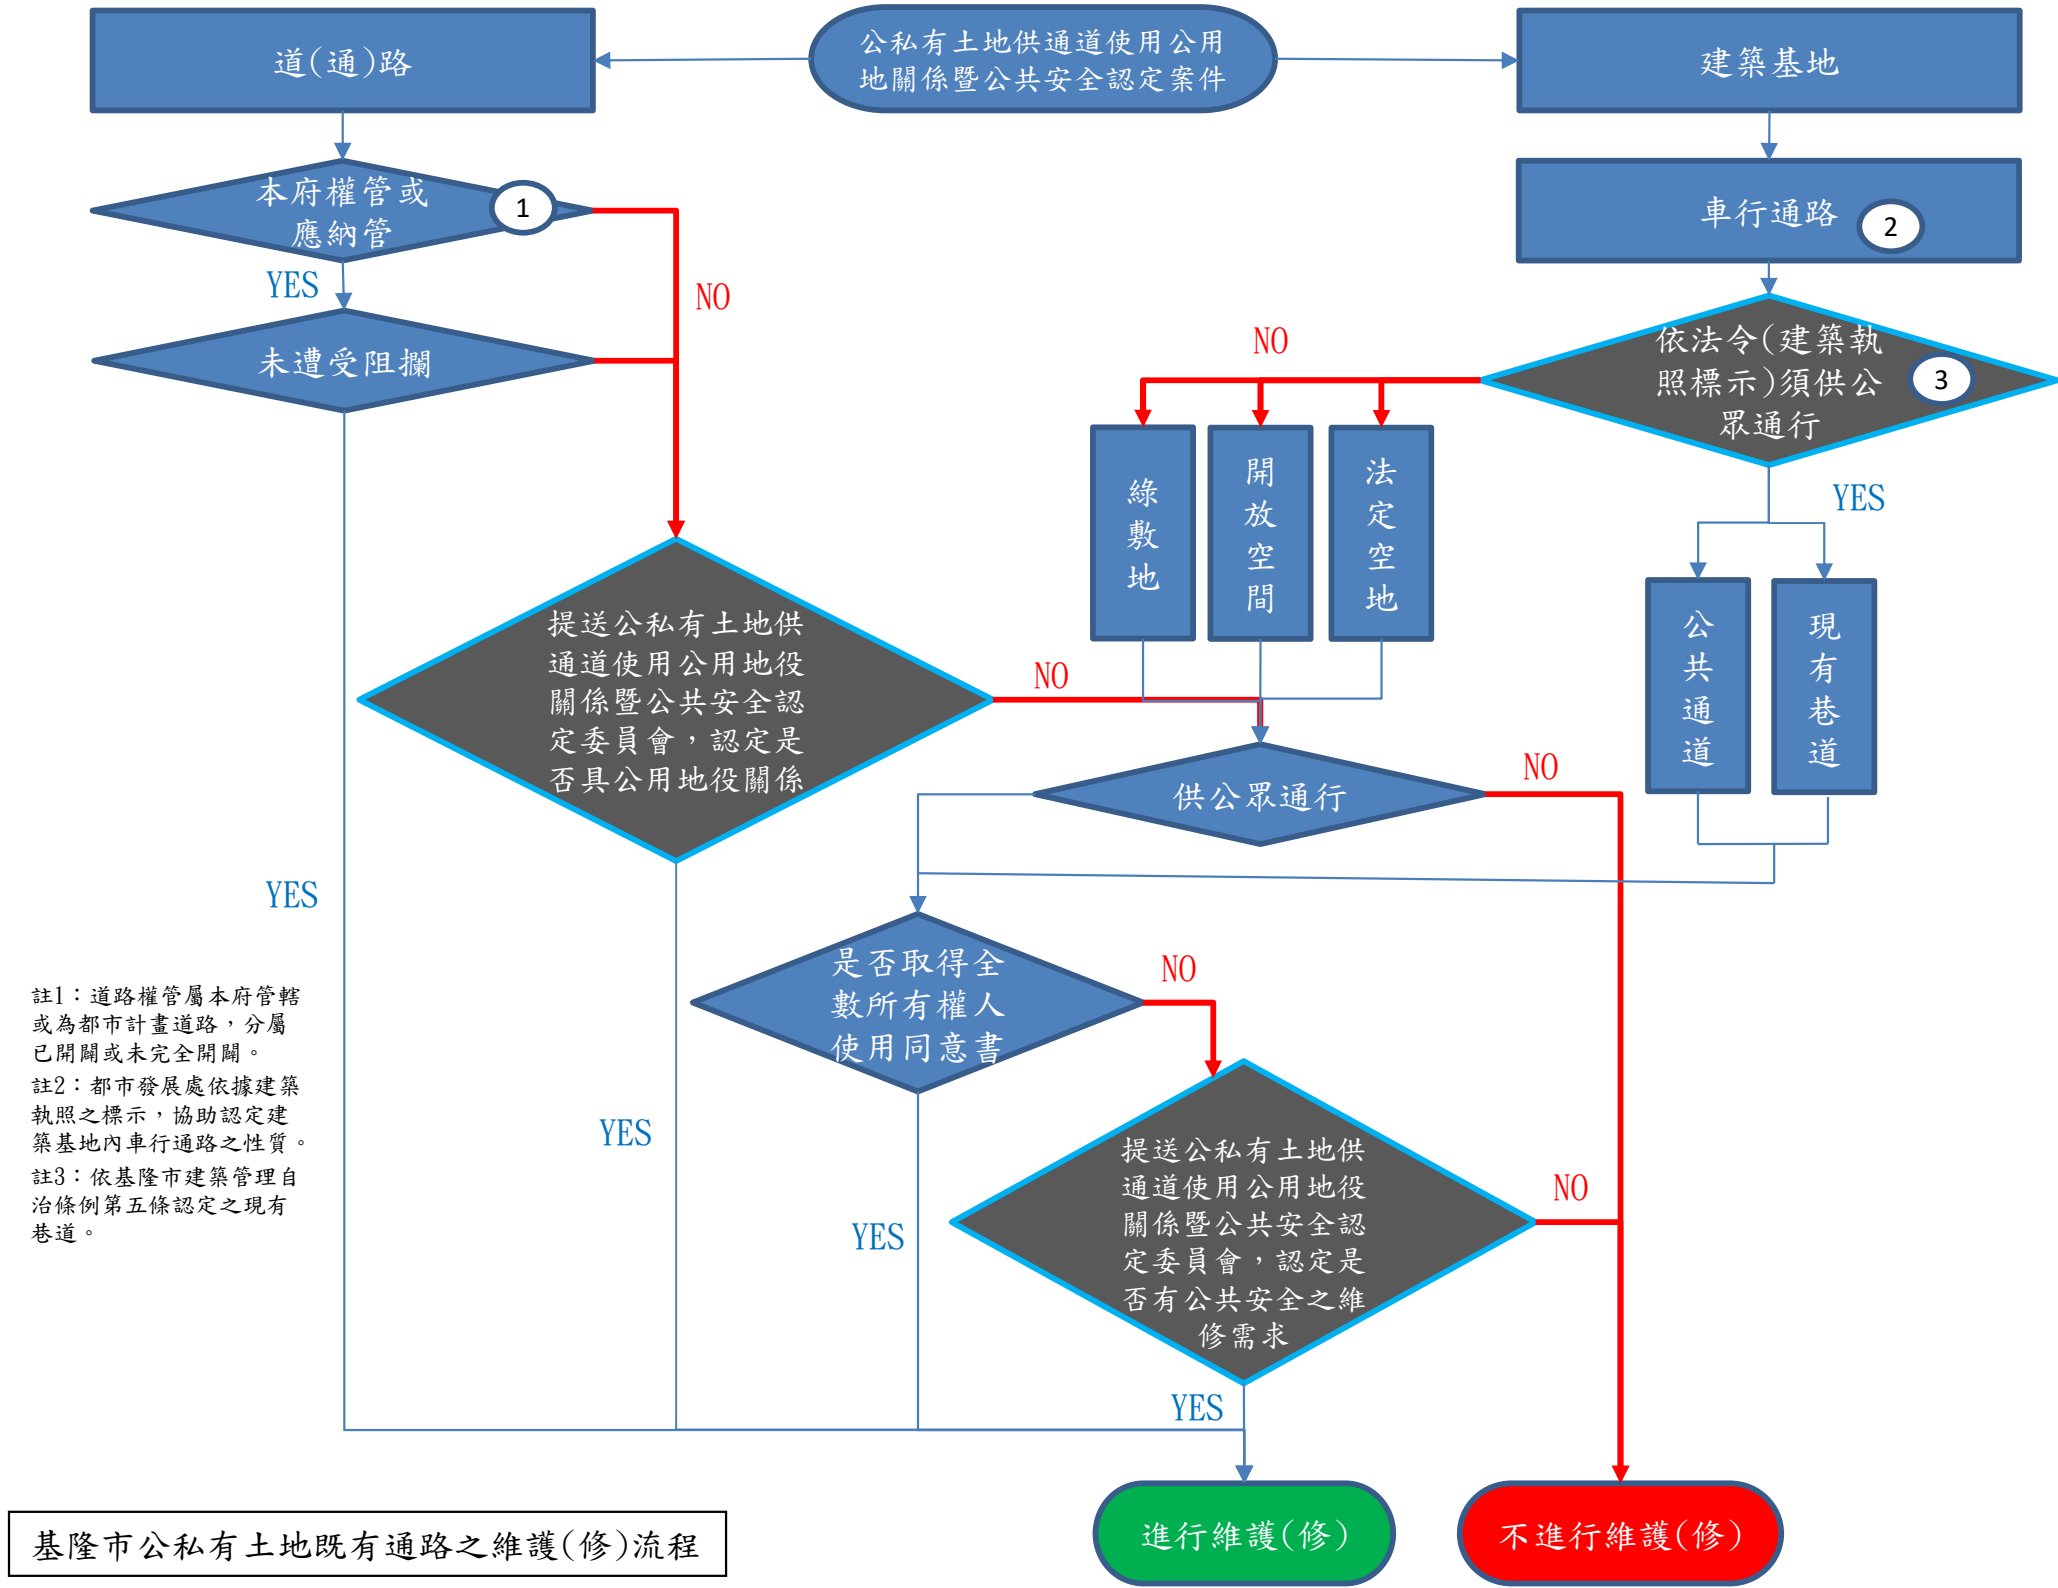 公私有土地供通道使用公用
地關係暨公共安全認定案件
道(通)路
建築基地
本府權管或
應納管
1
車行通路
2
YES
NO
未遭受阻攔
NO
依法令(建築執
照標示)須供公
眾通行
3
YES
綠敷地
開放空間
法定空地
公共通道
現有巷道
提送公私有土地供
通道使用公用地役
關係暨公共安全認
定委員會，認定是
否具公用地役關係
NO
供公眾通行
NO
YES
是否取得全
數所有權人
使用同意書
NO
註1：道路權管屬本府管轄
或為都市計畫道路，分屬
已開闢或未完全開闢。
註2：都市發展處依據建築
執照之標示，協助認定建
築基地內車行通路之性質。
註3：依基隆市建築管理自
治條例第五條認定之現有
巷道。
YES
YES
提送公私有土地供
通道使用公用地役
關係暨公共安全認
定委員會，認定是
否有公共安全之維
修需求
NO
YES
進行維護(修)
不進行維護(修)
基隆市公私有土地既有通路之維護(修)流程